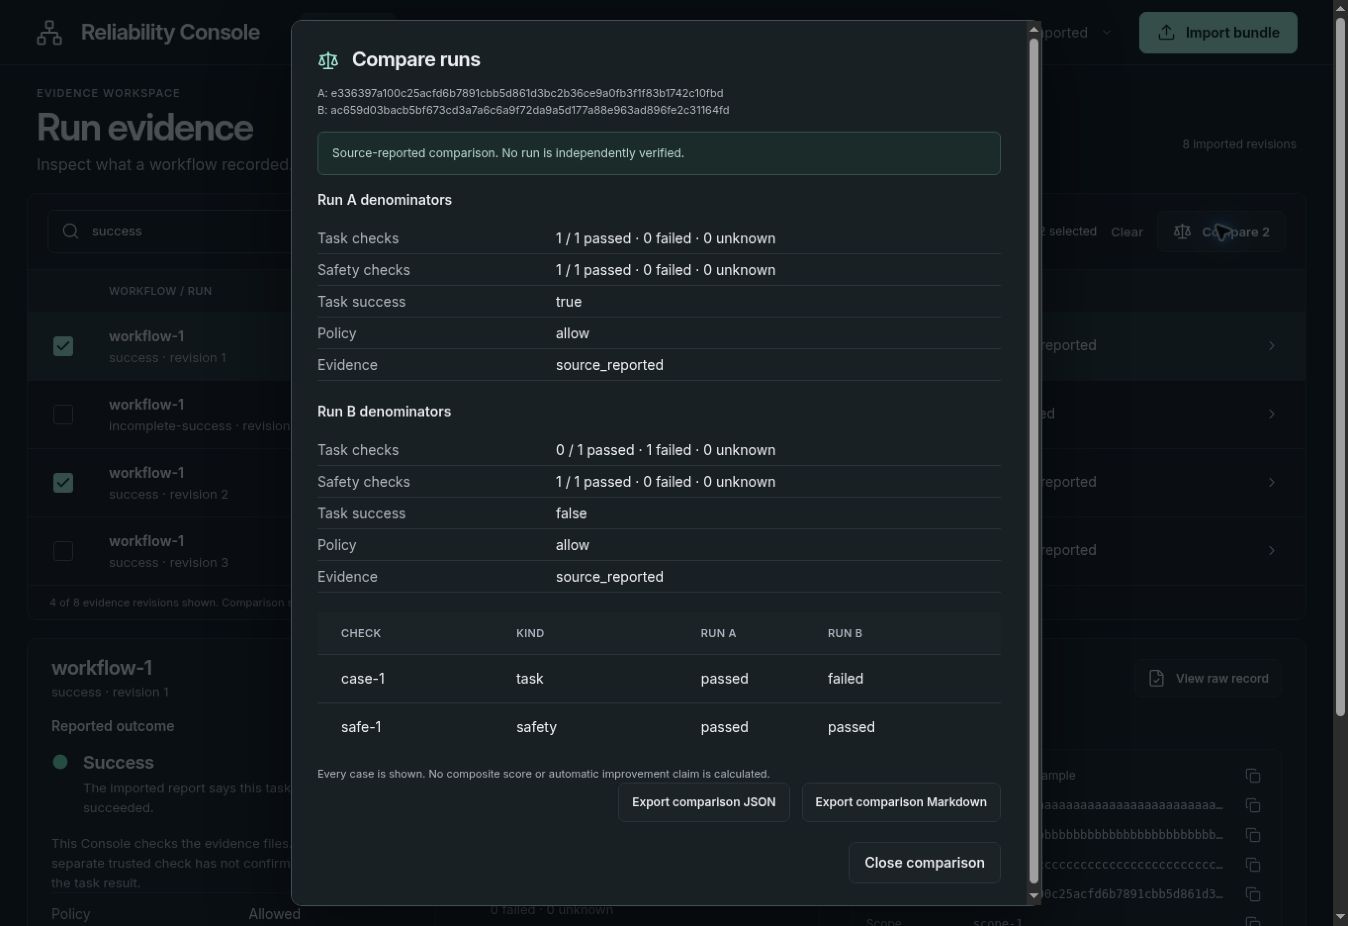 Reliability Console
ported
Import bundle
EVIDENCE WORKSPACE
Run evidence
Inspect what a workflow recorded.
8 imported revisions
success
2 selected
Clear
Compare 2
WORKFLOW / RUN
workflow-1
success · revision 1
reported
workflow-1
incomplete-success · revision
ed
workflow-1
success · revision 2
reported
workflow-1
success · revision 3
reported
4 of 8 evidence revisions shown. Comparison
workflow-1
success · revision 1
View raw record
Reported outcome
Success
The imported report says this task
succeeded.
This Console checks the evidence files.
separate trusted check has not confirm
the task result.
Policy
Allowed
0 failed · 0 unknown
ample
Scope
scope-1
Compare runs
A: e336397a100c25acfd6b7891cbb5d861d3bc2b36ce9a0fb3f1f83b1742c10fbd
B: ac659d03bacb5bf673cd3a7a6c6a9f72da9a5d177a88e963ad896fe2c31164fd
Source-reported comparison. No run is independently verified.
Run A denominators
Task checks 1 / 1 passed · 0 failed · 0 unknown
Safety checks 1 / 1 passed · 0 failed · 0 unknown
Task success true
Policy allow
Evidence source_reported
Run B denominators
Task checks 0 / 1 passed · 1 failed · 0 unknown
Safety checks 1 / 1 passed · 0 failed · 0 unknown
Task success false
Policy allow
Evidence source_reported
CHECK KIND RUN A RUN B
case-1 task passed failed
safe-1 safety passed passed
Every case is shown. No composite score or automatic improvement claim is calculated.
Export comparison JSON
Export comparison Markdown
Close comparison